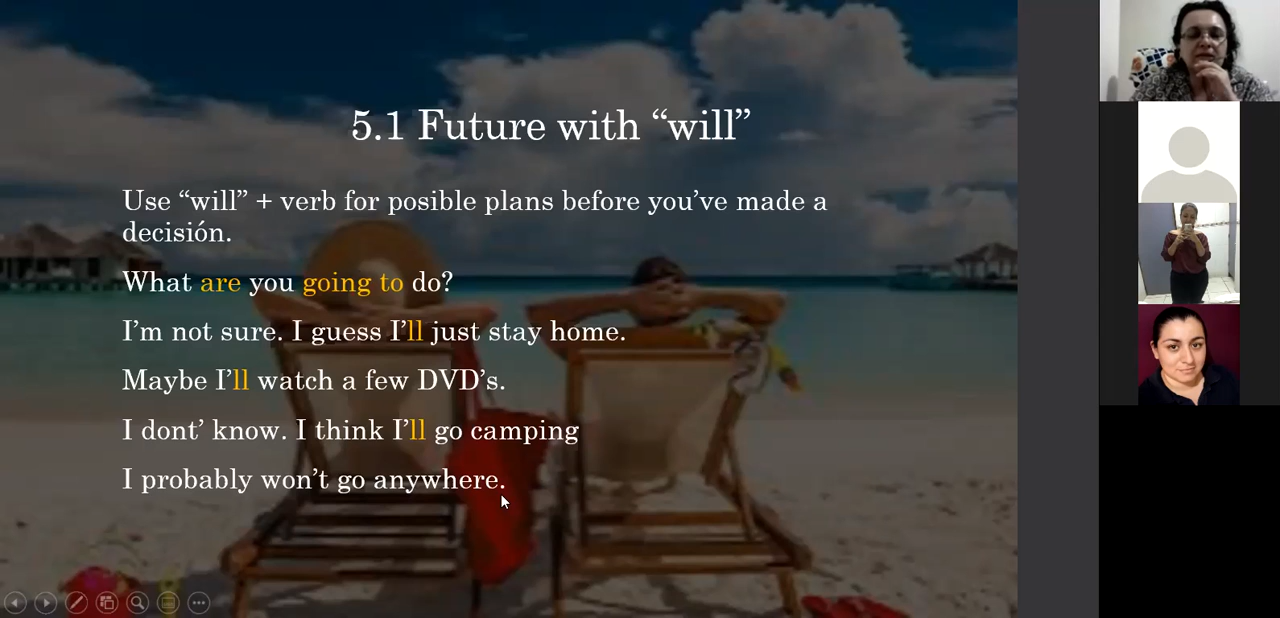 5.1 Future with “will”
Use “will” + verb for posible plans before you’ve made a
decisión.
What are you going to do?
I’m not sure. I guess I’ll just stay home.
Maybe I’ll watch a few DVD’s.
I dont’ know. I think I’ll go camping
I probably won’t go anywhere.